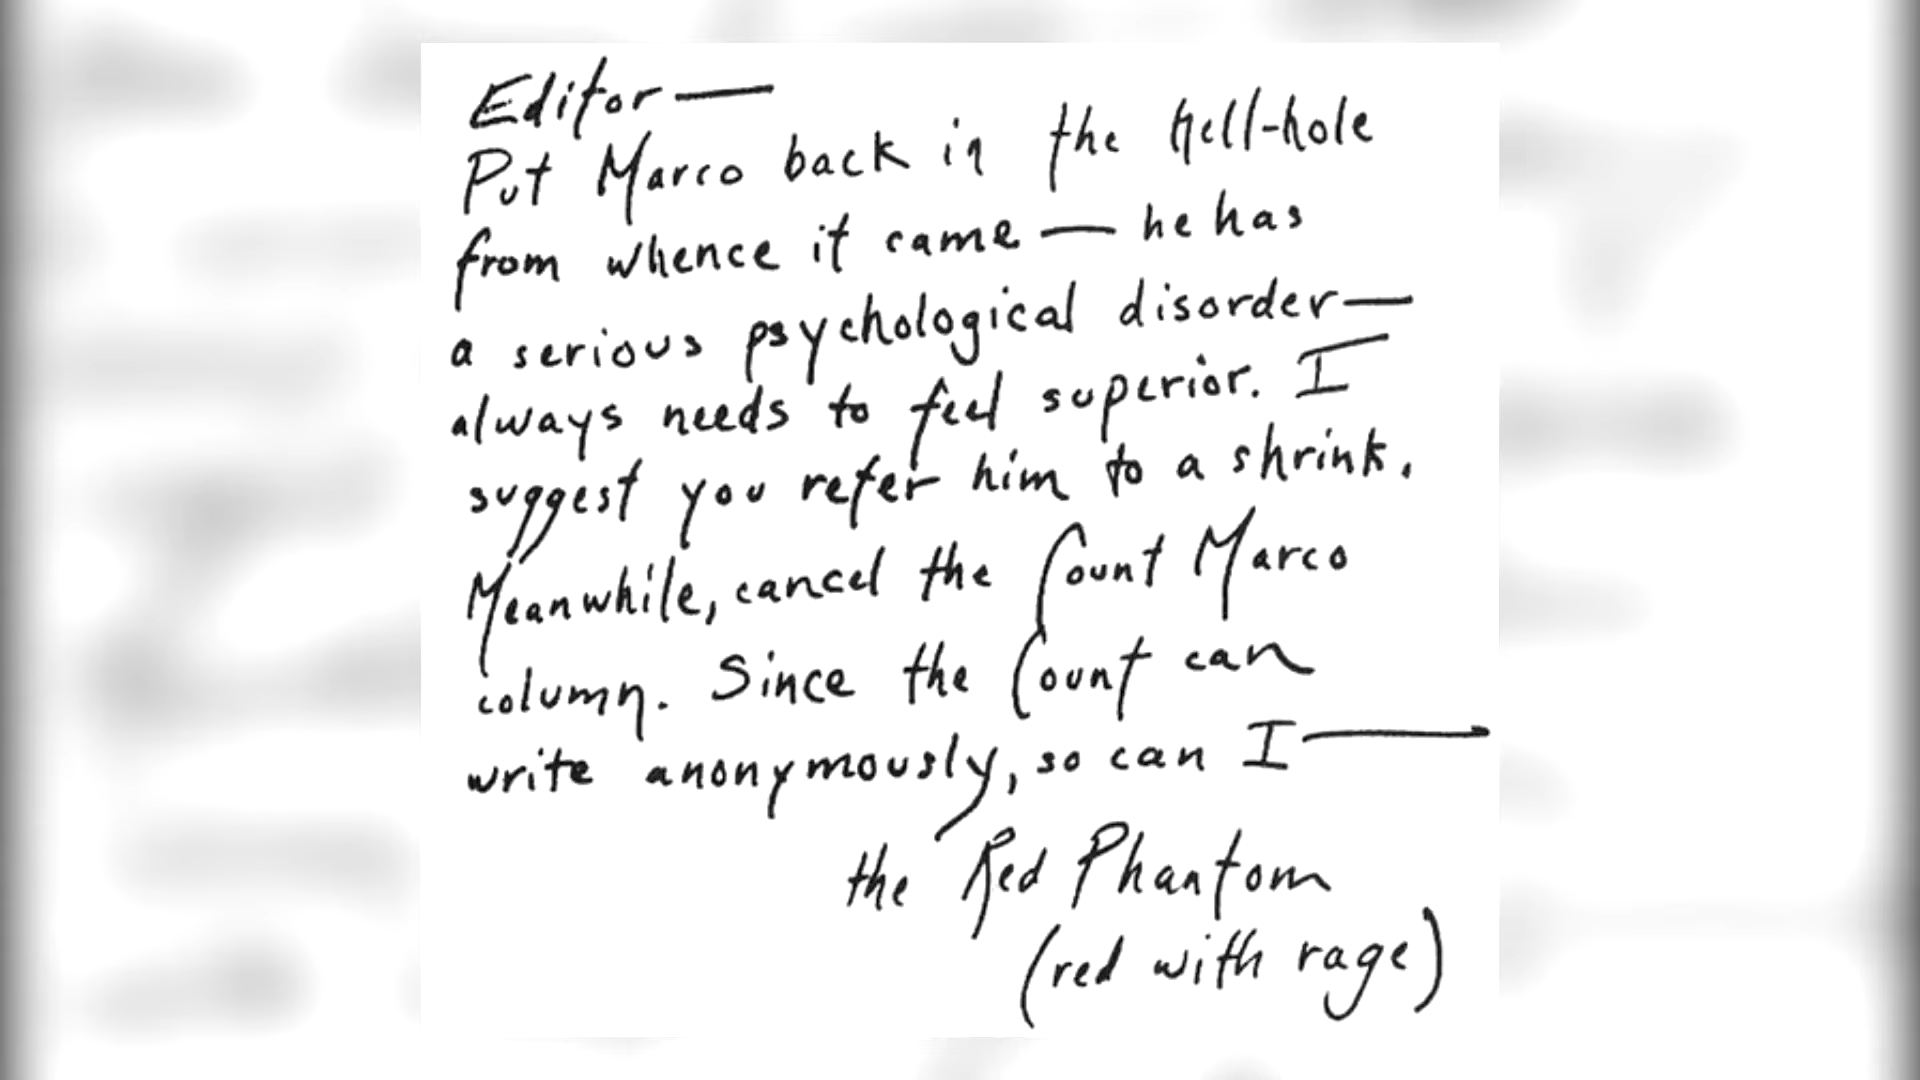 Editor—
Put Marco back in the hell-hole
from whence it came — he has
a serious psychological disorder—
always needs to feel superior. I
suggest you refer him to a shrink.
Meanwhile, cancel the Count Marco
column. Since the Count can
write anonymously, so can I—
the Red Phantom
(red with rage)